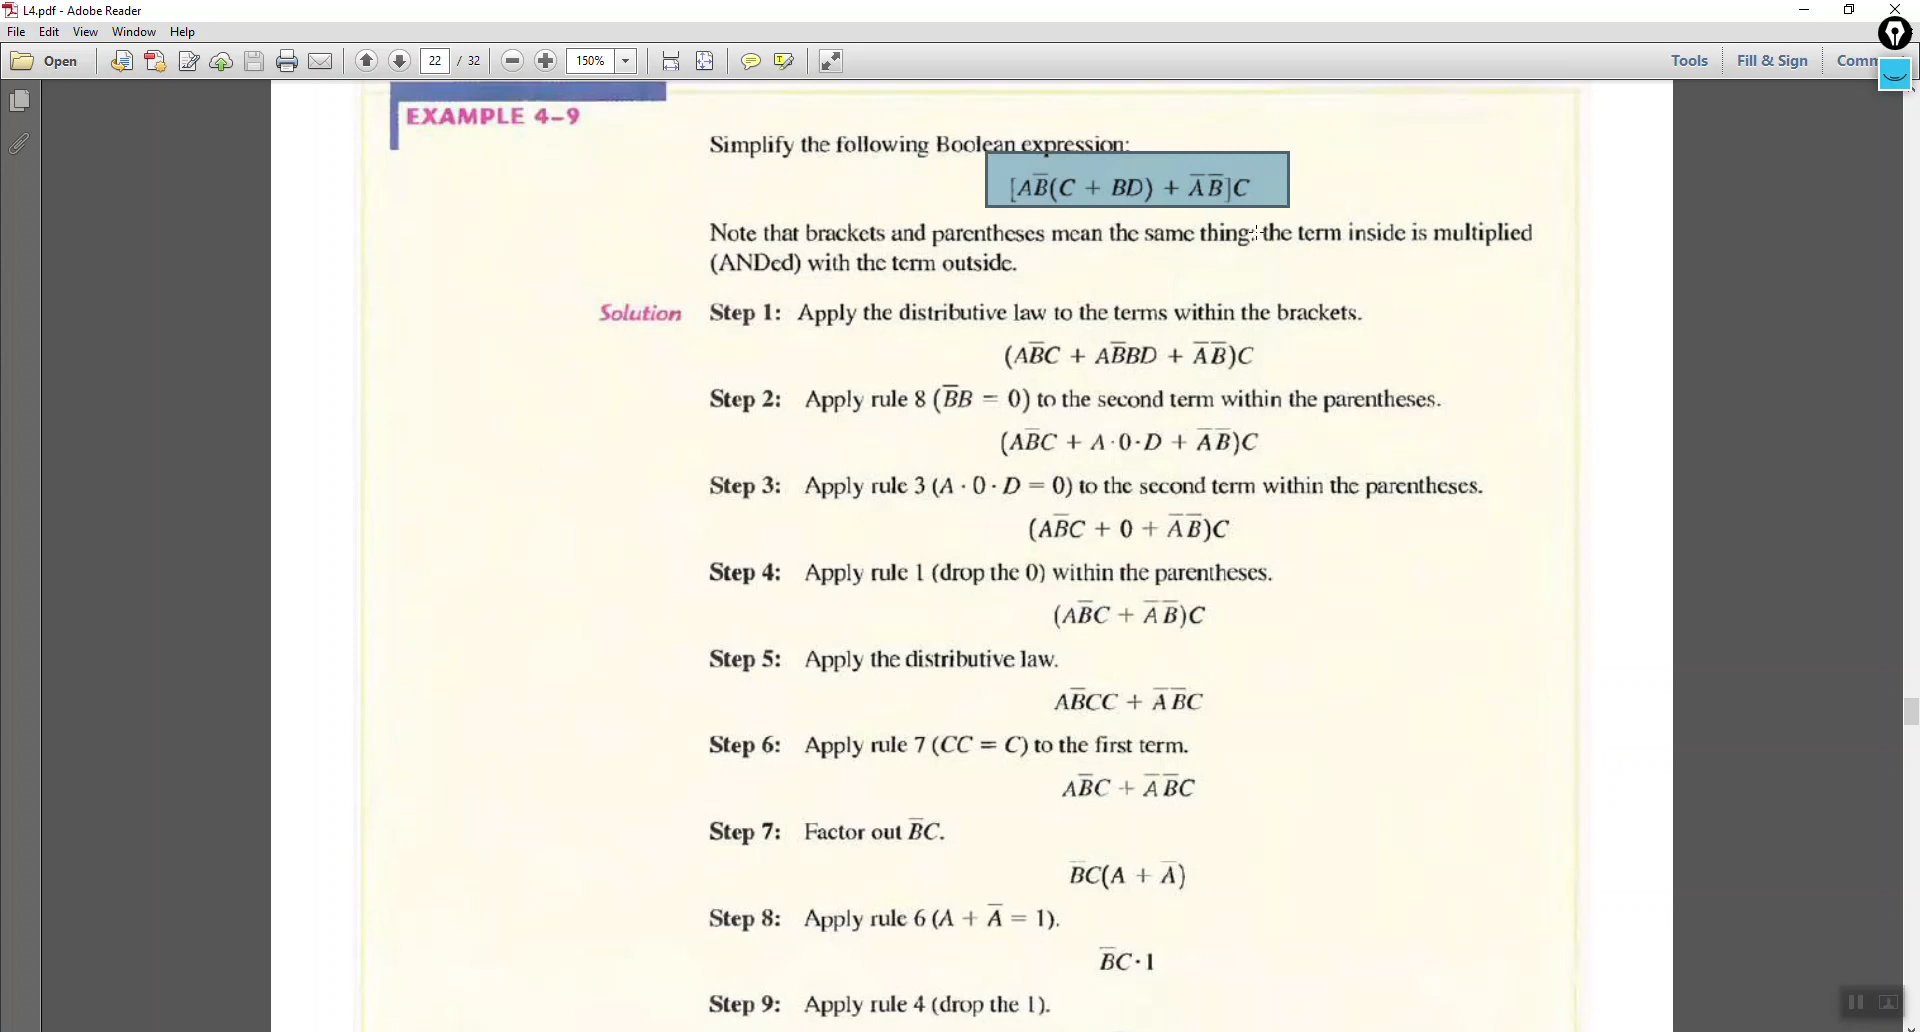 L4.pdf - Adobe Reader
File Edit View Window Help
Open 22 / 32 150% Tools Fill & Sign
EXAMPLE 4–9
Simplify the following Boolean expression:
[AB̅(C + BD) + A̅ B̅]C
Note that brackets and parentheses mean the same thing: the term inside is multiplied
(ANDed) with the term outside.
Solution Step 1: Apply the distributive law to the terms within the brackets.
(AB̅C + AB̅BD + A̅ B̅)C
Step 2: Apply rule 8 (B̅B = 0) to the second term within the parentheses.
(AB̅C + A · 0 · D + A̅ B̅)C
Step 3: Apply rule 3 (A · 0 · D = 0) to the second term within the parentheses.
(AB̅C + 0 + A̅ B̅)C
Step 4: Apply rule 1 (drop the 0) within the parentheses.
(AB̅C + A̅ B̅)C
Step 5: Apply the distributive law.
AB̅CC + A̅ B̅C
Step 6: Apply rule 7 (CC = C) to the first term.
AB̅C + A̅ B̅C
Step 7: Factor out B̅C.
B̅C(A + A̅)
Step 8: Apply rule 6 (A + A̅ = 1).
B̅C · 1
Step 9: Apply rule 4 (drop the 1).